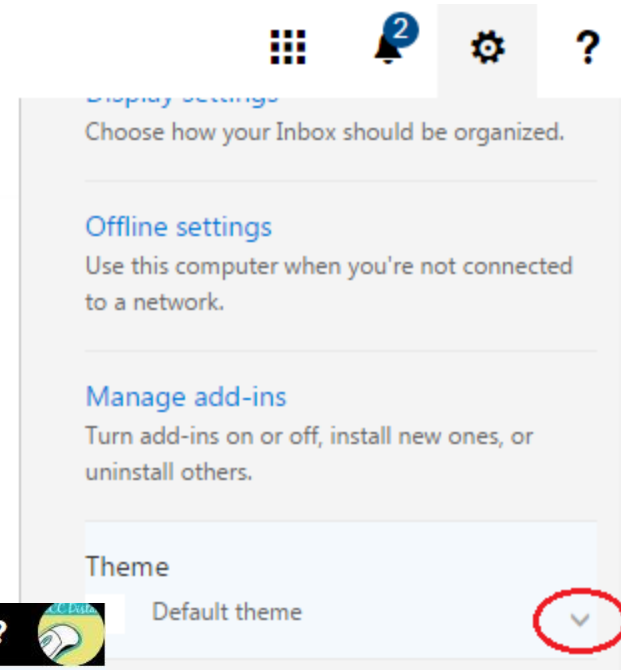 2
?
Display settings
Choose how your Inbox should be organized.
Offline settings
Use this computer when you're not connected
to a network.
Manage add-ins
Turn add-ins on or off, install new ones, or
uninstall others.
Theme
Default theme
?